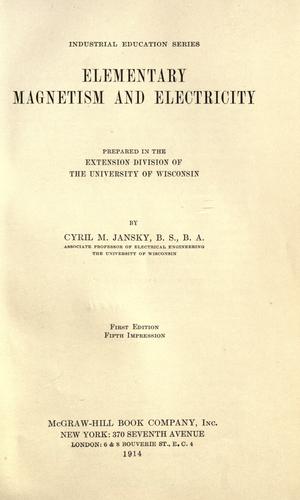 INDUSTRIAL EDUCATION SERIES
ELEMENTARY
MAGNETISM AND ELECTRICITY
PREPARED IN THE
EXTENSION DIVISION OF
THE UNIVERSITY OF WISCONSIN
BY
CYRIL M. JANSKY, B. S., B. A.
ASSOCIATE PROFESSOR OF ELECTRICAL ENGINEERING
THE UNIVERSITY OF WISCONSIN
First Edition
Fifth Impression
McGRAW-HILL BOOK COMPANY, Inc.
NEW YORK: 370 SEVENTH AVENUE
LONDON: 6 & 8 BOUVERIE ST., E. C. 4
1914